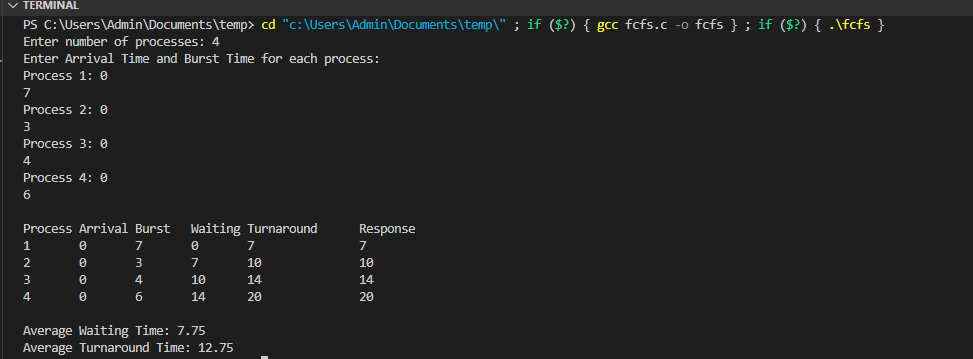 TERMINAL
PS C:\Users\Admin\Documents\temp> cd "c:\Users\Admin\Documents\temp\" ; if ($?) { gcc fcfs.c -o fcfs } ; if ($?) { .\fcfs }
Enter number of processes: 4
Enter Arrival Time and Burst Time for each process:
Process 1: 0
7
Process 2: 0
3
Process 3: 0
4
Process 4: 0
6
Process Arrival Burst Waiting Turnaround Response
1 0 7 0 7 7
2 0 3 7 10 10
3 0 4 10 14 14
4 0 6 14 20 20
Average Waiting Time: 7.75
Average Turnaround Time: 12.75